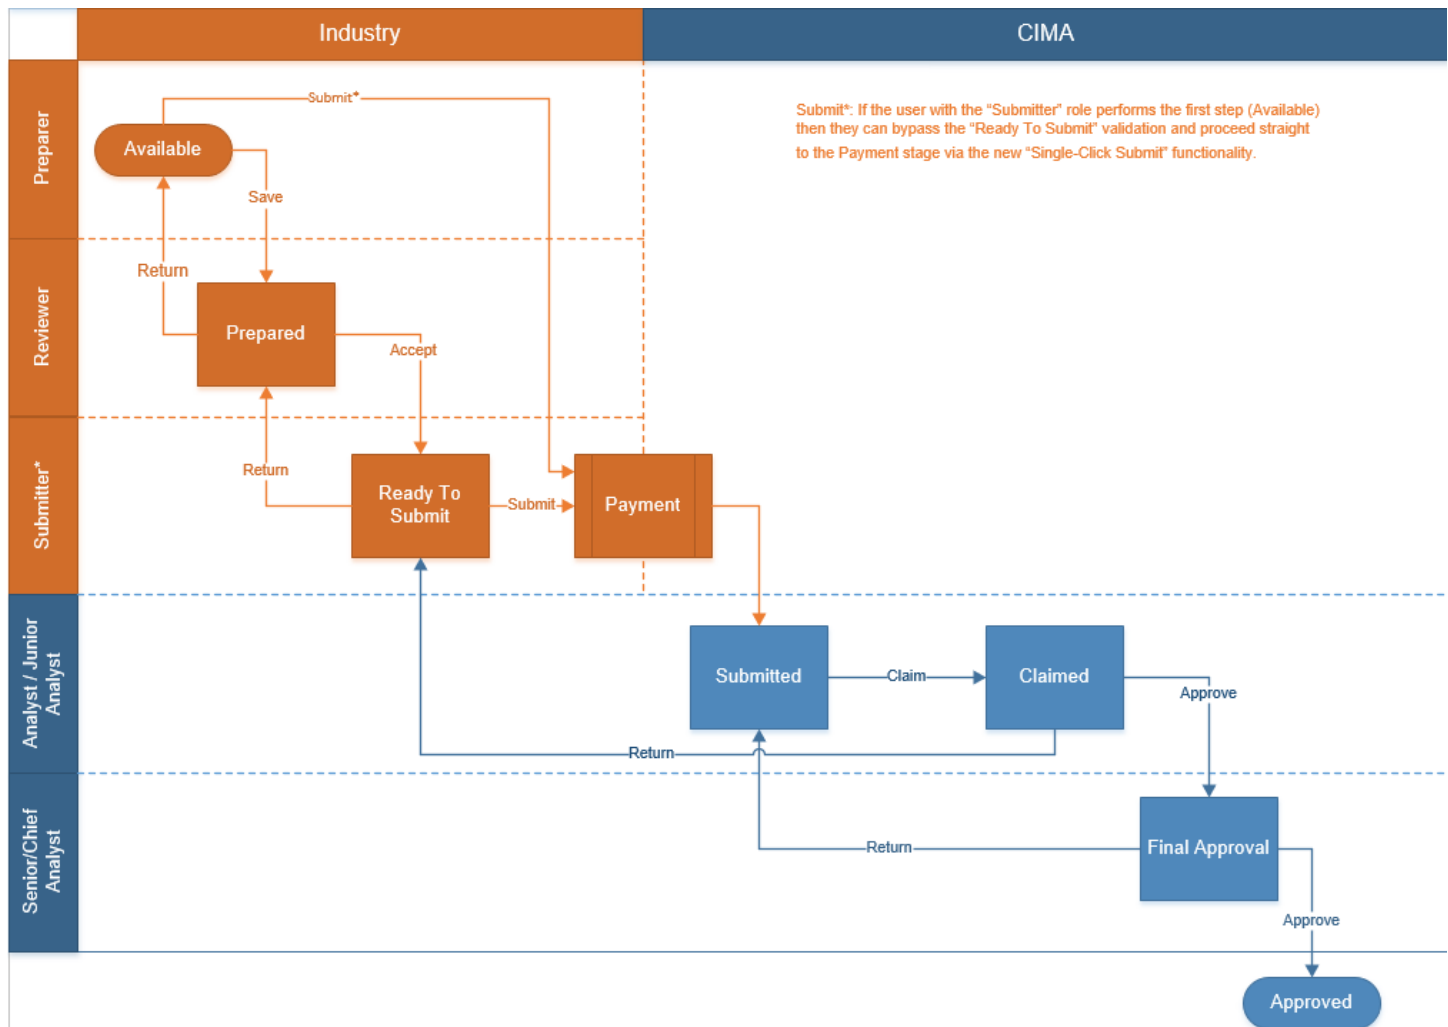 Industry
CIMA
Preparer
Submit*
Submit*: If the user with the “Submitter” role performs the first step (Available)
then they can bypass the “Ready To Submit” validation and proceed straight
to the Payment stage via the new “Single-Click Submit” functionality.
Available
Save
Reviewer
Return
Prepared
Accept
Submitter*
Return
Ready To
Submit
Submit
Payment
Analyst / Junior
Analyst
Submitted
Claim
Claimed
Approve
Return
Senior/Chief
Analyst
Return
Final Approval
Approve
Approved